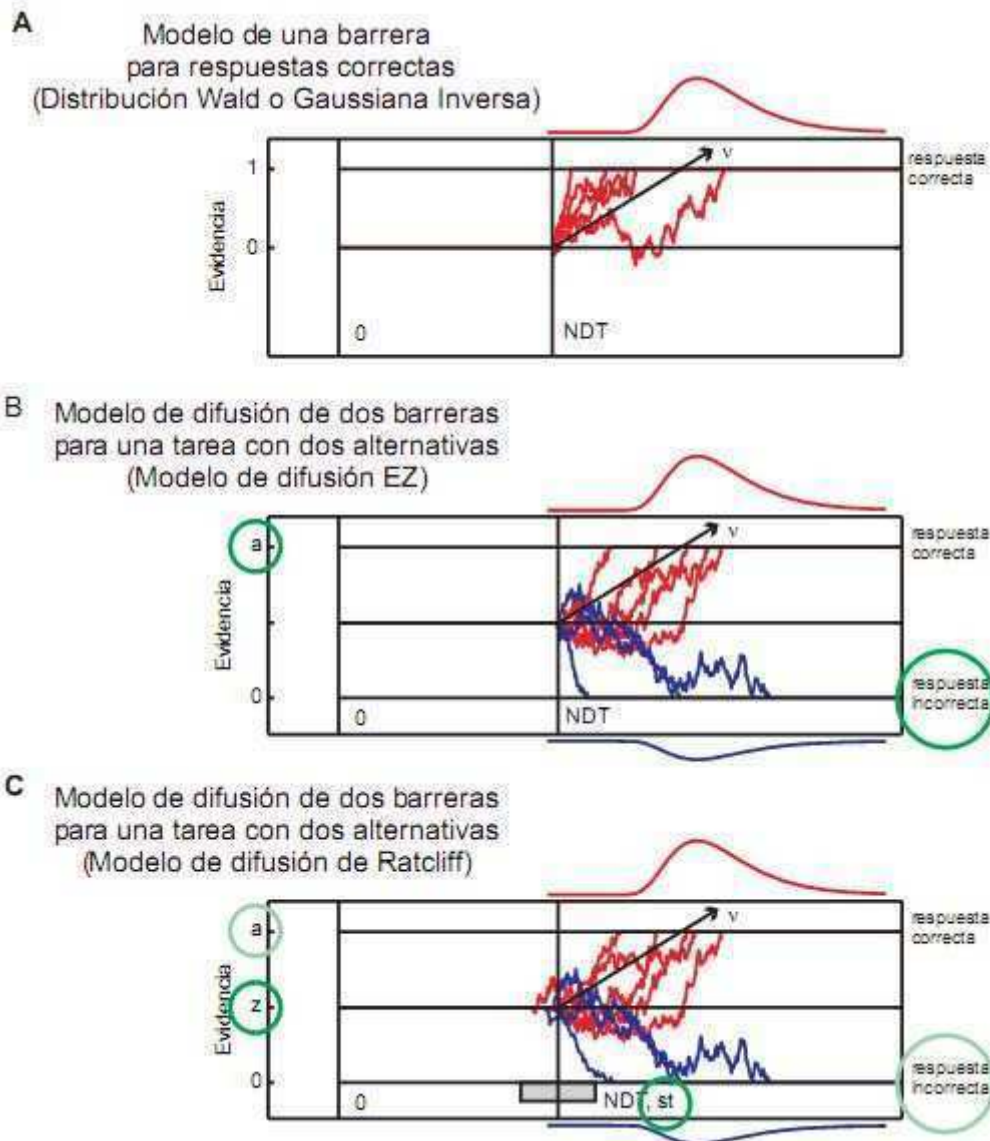 A
Modelo de una barrera
para respuestas correctas
(Distribución Wald o Gaussiana Inversa)
v
1
respuesta
correcta
Evidencia
0
0
NDT
B
Modelo de difusión de dos barreras
para una tarea con dos alternativas
(Modelo de difusión EZ)
v
a
respuesta
correcta
Evidencia
0
respuesta
incorrecta
0
NDT
C
Modelo de difusión de dos barreras
para una tarea con dos alternativas
(Modelo de difusión de Ratcliff)
v
a
respuesta
correcta
z
Evidencia
0
respuesta
incorrecta
0
NDT, st